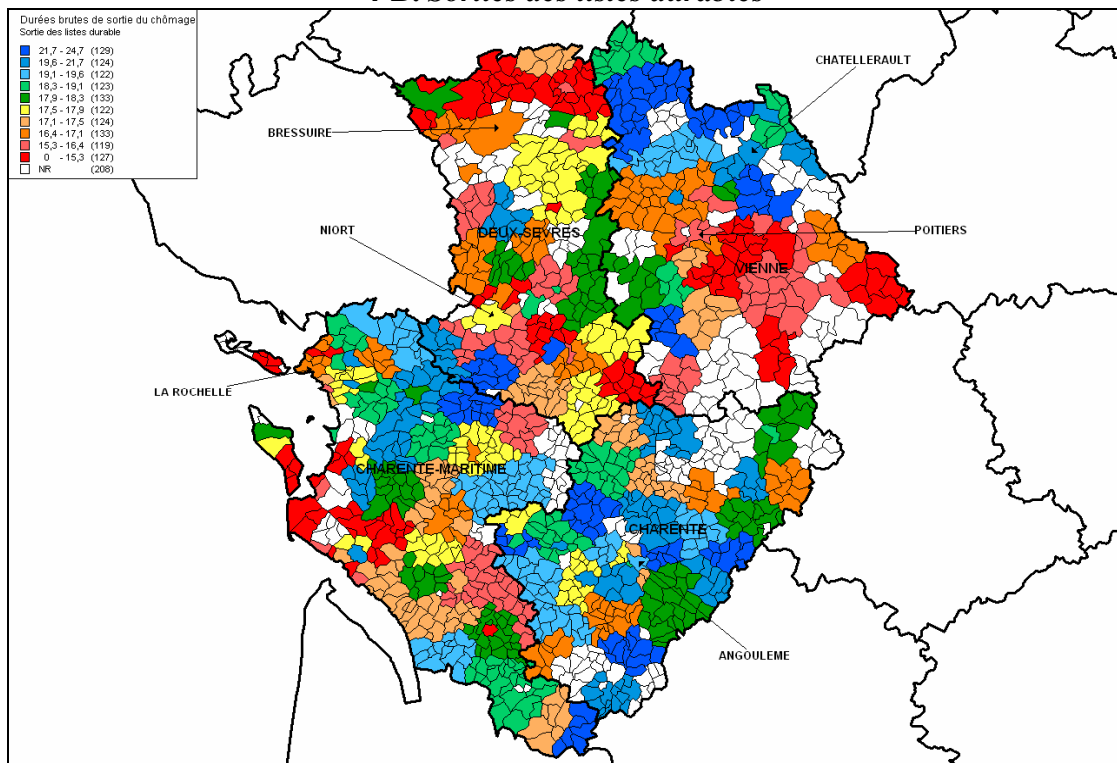 Durées brutes de sortie du chômage
Sortie des listes durable
21,7 - 24,7 (129)
19,6 - 21,7 (124)
19,1 - 19,6 (122)
18,3 - 19,1 (123)
17,9 - 18,3 (133)
17,5 - 17,9 (122)
17,1 - 17,5 (124)
16,4 - 17,1 (133)
15,3 - 16,4 (119)
0 - 15,3 (127)
NR (208)
CHATELLERAULT
BRESSUIRE
NIORT
DEUX-SEVRES
POITIERS
VIENNE
LA ROCHELLE
CHARENTE-MARITIME
CHARENTE
ANGOULEME